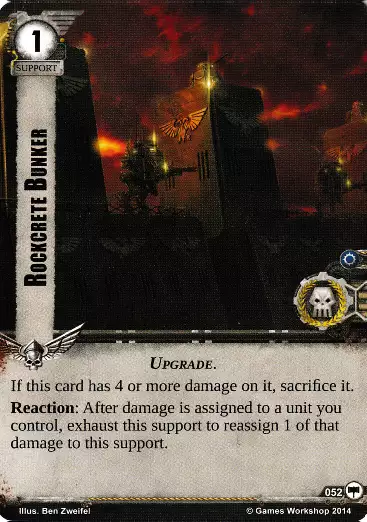 1
SUPPORT
ROCKCRETE BUNKER
UPGRADE.
If this card has 4 or more damage on it, sacrifice it.
Reaction: After damage is assigned to a unit you
control, exhaust this support to reassign 1 of that
damage to this support.
052
Illus. Ben Zweifel
© Games Workshop 2014